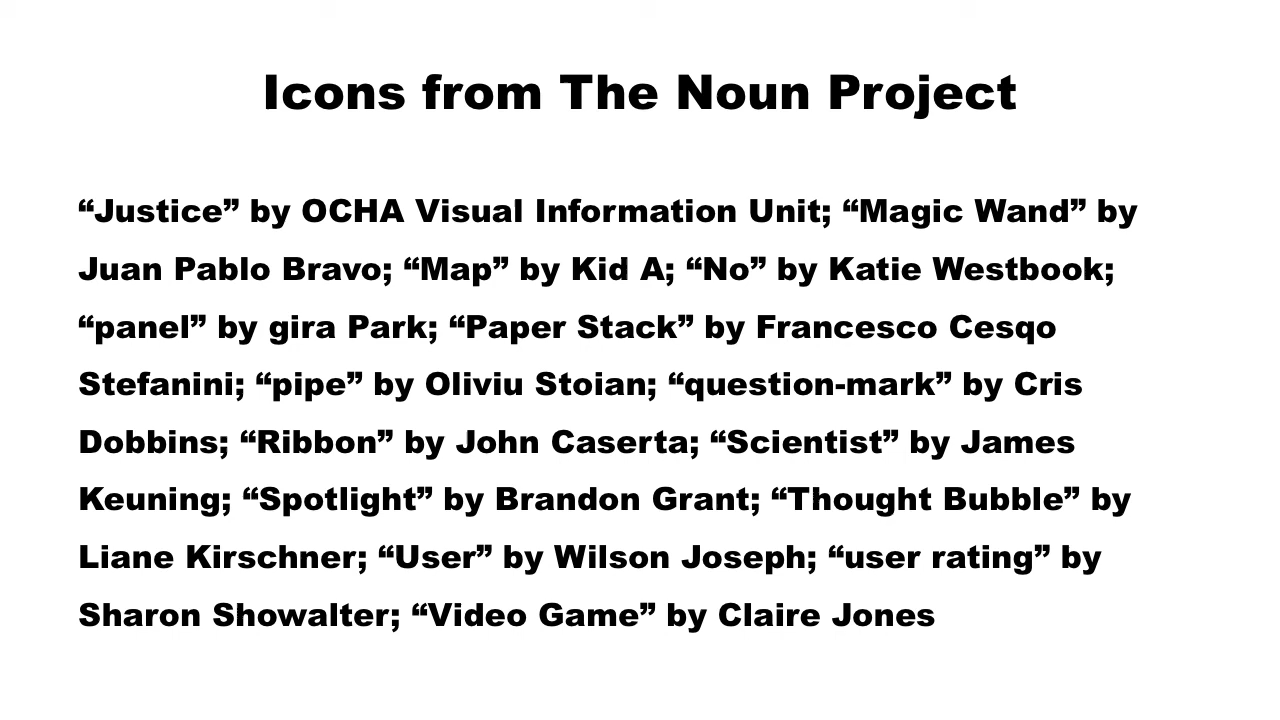 Icons from The Noun Project
“Justice” by OCHA Visual Information Unit; “Magic Wand” by
Juan Pablo Bravo; “Map” by Kid A; “No” by Katie Westbook;
“panel” by gira Park; “Paper Stack” by Francesco Cesqo
Stefanini; “pipe” by Oliviu Stoian; “question-mark” by Cris
Dobbins; “Ribbon” by John Caserta; “Scientist” by James
Keuning; “Spotlight” by Brandon Grant; “Thought Bubble” by
Liane Kirschner; “User” by Wilson Joseph; “user rating” by
Sharon Showalter; “Video Game” by Claire Jones